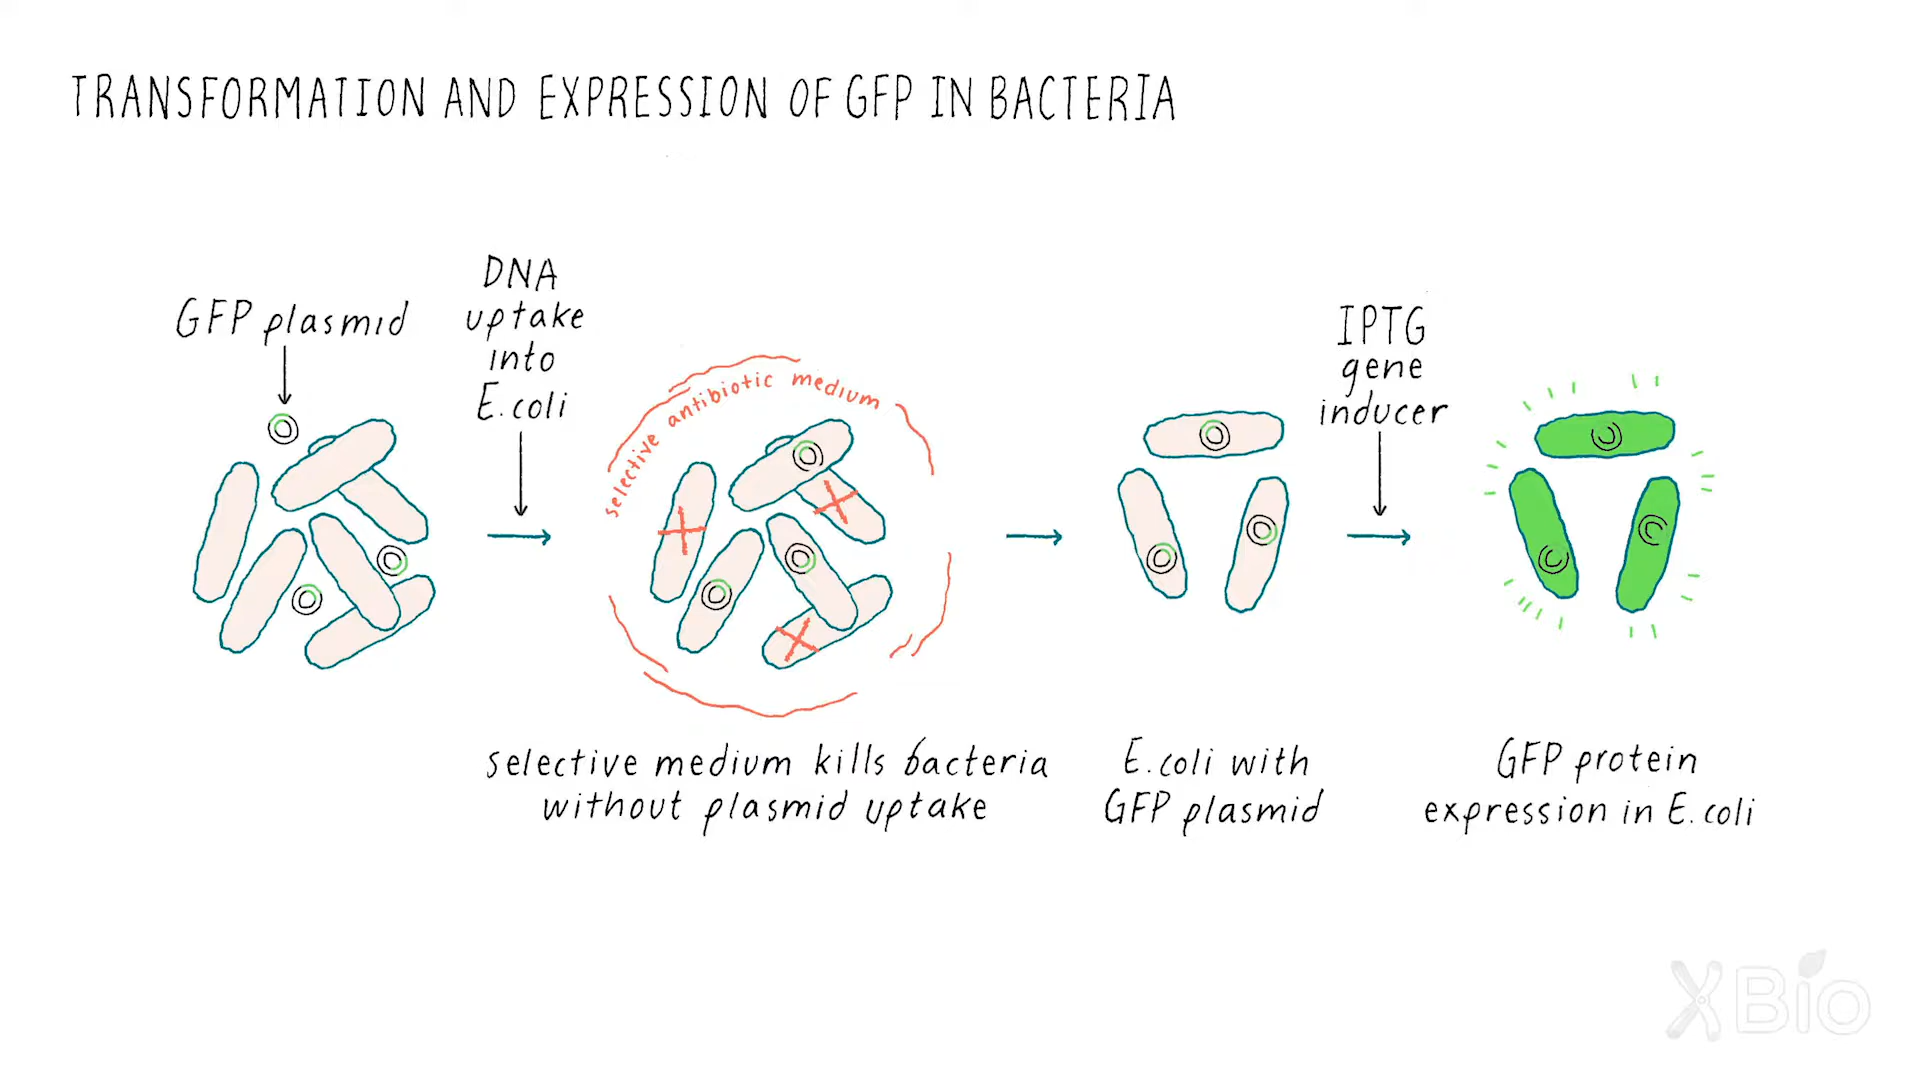 TRANSFORMATION AND EXPRESSION OF GFP IN BACTERIA
GFP plasmid
DNA
uptake
into
E.coli
selective antibiotic medium
IPTG
gene
inducer
selective medium kills bacteria
without plasmid uptake
E.coli with
GFP plasmid
GFP protein
expression in E.coli
XBio